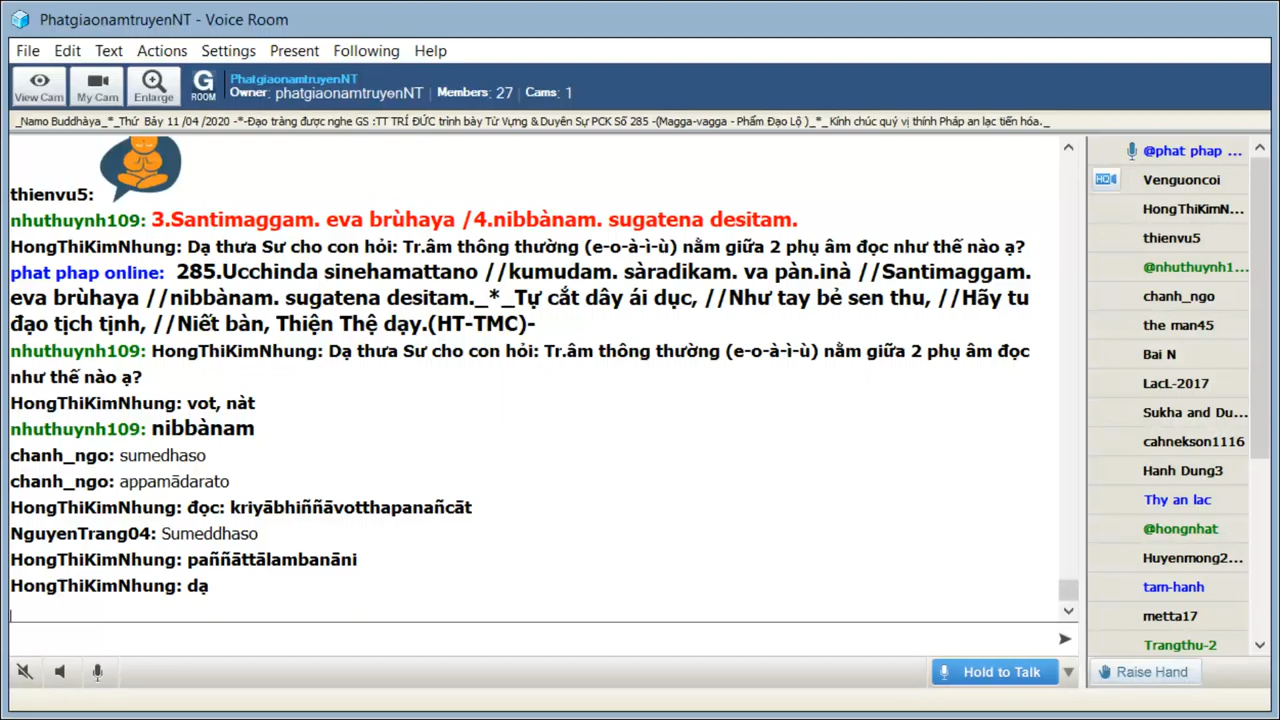 PhatgiaonamtruyenNT - Voice Room
File Edit Text Actions Settings Present Following Help
View Cam My Cam Enlarge G ROOM
PhatgiaonamtruyenNT
Owner: phatgiaonamtruyenNT | Members: 27 | Cams: 1
_Namo Buddhàya_*_Thứ Bảy 11 /04 /2020 -*-Đạo tràng được nghe GS :TT TRÍ ĐỨC trình bày Từ Vựng & Duyên Sự PCK Số 285 -(Magga-vagga - Phẩm Đạo Lộ )_*_ Kính chúc quý vị thính Pháp an lạc tiến hóa._
thienvu5:
nhuthuynh109: 3.Santimaggam. eva brùhaya /4.nibbànam. sugatena desitam.
HongThiKimNhung: Dạ thưa Sư cho con hỏi: Tr.âm thông thường (e-o-à-ì-ù) nằm giữa 2 phụ âm đọc như thế nào ạ?
phat phap online: 285.Ucchinda sinehamattano //kumudam. sàradikam. va pàn.inà //Santimaggam.
eva brùhaya //nibbànam. sugatena desitam._*_Tự cắt dây ái dục, //Như tay bẻ sen thu, //Hãy tu
đạo tịch tịnh, //Niết bàn, Thiện Thệ dạy.(HT-TMC)-
nhuthuynh109: HongThiKimNhung: Dạ thưa Sư cho con hỏi: Tr.âm thông thường (e-o-à-ì-ù) nằm giữa 2 phụ âm đọc
như thế nào ạ?
HongThiKimNhung: vot, nàt
nhuthuynh109: nibbànam
chanh_ngo: sumedhaso
chanh_ngo: appamādarato
HongThiKimNhung: đọc: kriyābhiññāvotthapanañcāt
NguyenTrang04: Sumeddhaso
HongThiKimNhung: paññāttālambanāni
HongThiKimNhung: dạ
@phat phap ...
HD Venguoncoi
HongThiKimN...
thienvu5
@nhuthuynh1...
chanh_ngo
the man45
Bai N
LacL-2017
Sukha and Du...
cahnekson1116
Hanh Dung3
Thy an lac
@hongnhat
Huyenmong2...
tam-hanh
metta17
Trangthu-2
Hold to Talk
Raise Hand